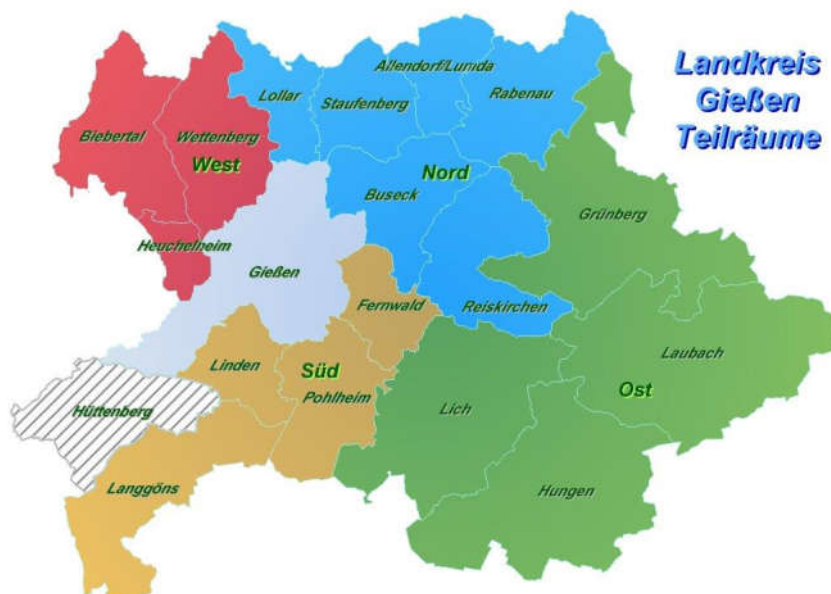 Landkreis
Gießen
Teilräume
Allendorf/Lumda
Lollar
Staufenberg
Rabenau
Biebertal
Wettenberg
West
Nord
Buseck
Grünberg
Heuchelheim
Gießen
Fernwald
Reiskirchen
Linden
Süd
Laubach
Hüttenberg
Pohlheim
Lich
Ost
Langgöns
Hungen